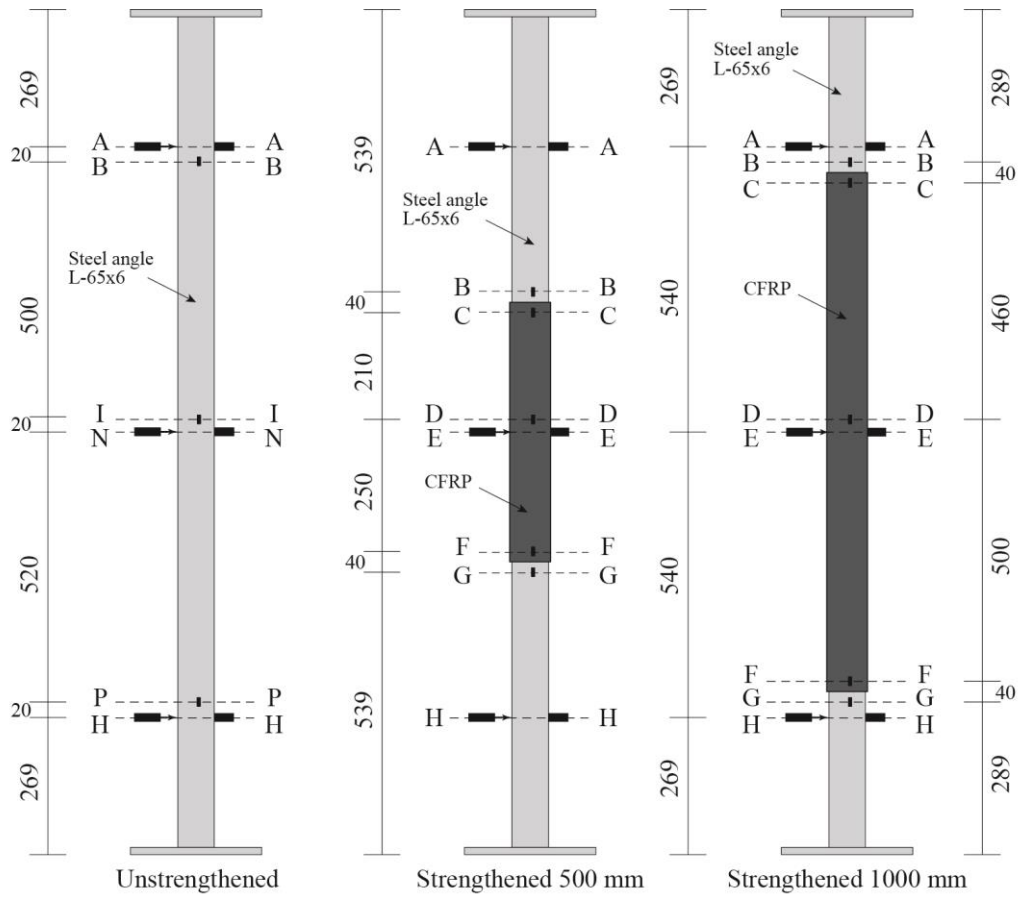 269
20
500
20
520
20
269
A
A
B
B
Steel angle
L-65x6
I
I
N
N
P
P
H
H
Unstrengthened
539
40
210
250
40
539
A
A
Steel angle
L-65x6
B
B
C
C
D
D
E
E
CFRP
F
F
G
G
H
H
Strengthened 500 mm
269
540
540
269
Steel angle
L-65x6
A
A
B
B
C
C
CFRP
D
D
E
E
F
F
G
G
H
H
Strengthened 1000 mm
289
40
460
500
40
289